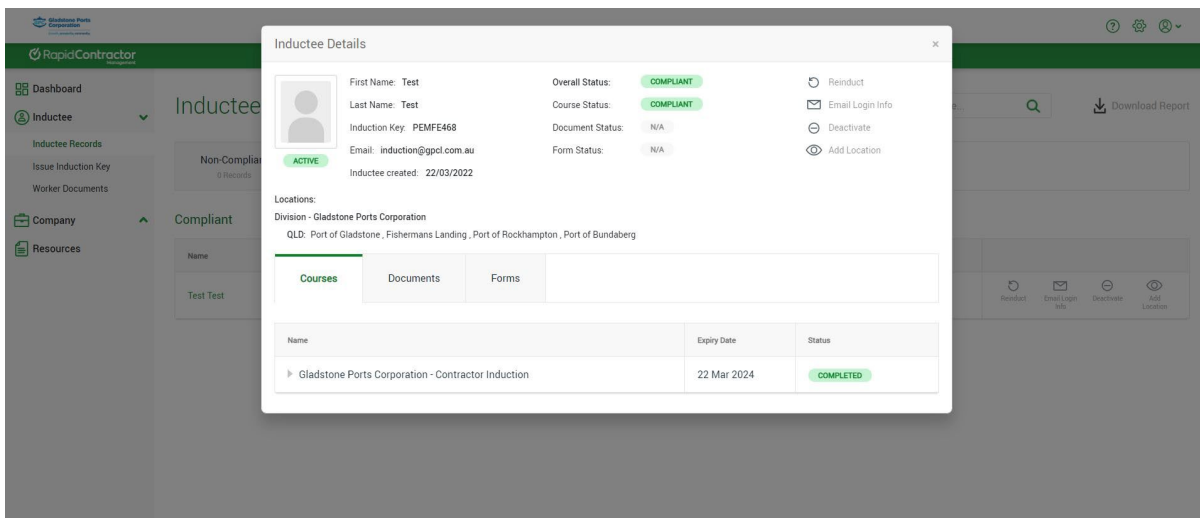 Gladstone Ports
Corporation
RapidContractor
Management
Dashboard
Inductee
Inductee Records
Issue Induction Key
Worker Documents
Company
Resources
Inductee
Download Report
Non-Complian
0 Records
Compliant
Name
Test Test
Reinduct
Email Login
Info
Deactivate
Add
Location
Inductee Details
×
ACTIVE
First Name: Test
Last Name: Test
Induction Key: PEMFE468
Email: induction@gpcl.com.au
Inductee created: 22/03/2022
Overall Status: COMPLIANT
Course Status: COMPLIANT
Document Status: N/A
Form Status: N/A
Reinduct
Email Login Info
Deactivate
Add Location
Locations:
Division - Gladstone Ports Corporation
QLD: Port of Gladstone , Fishermans Landing , Port of Rockhampton , Port of Bundaberg
Courses Documents Forms
Name Expiry Date Status
Gladstone Ports Corporation - Contractor Induction 22 Mar 2024 COMPLETED